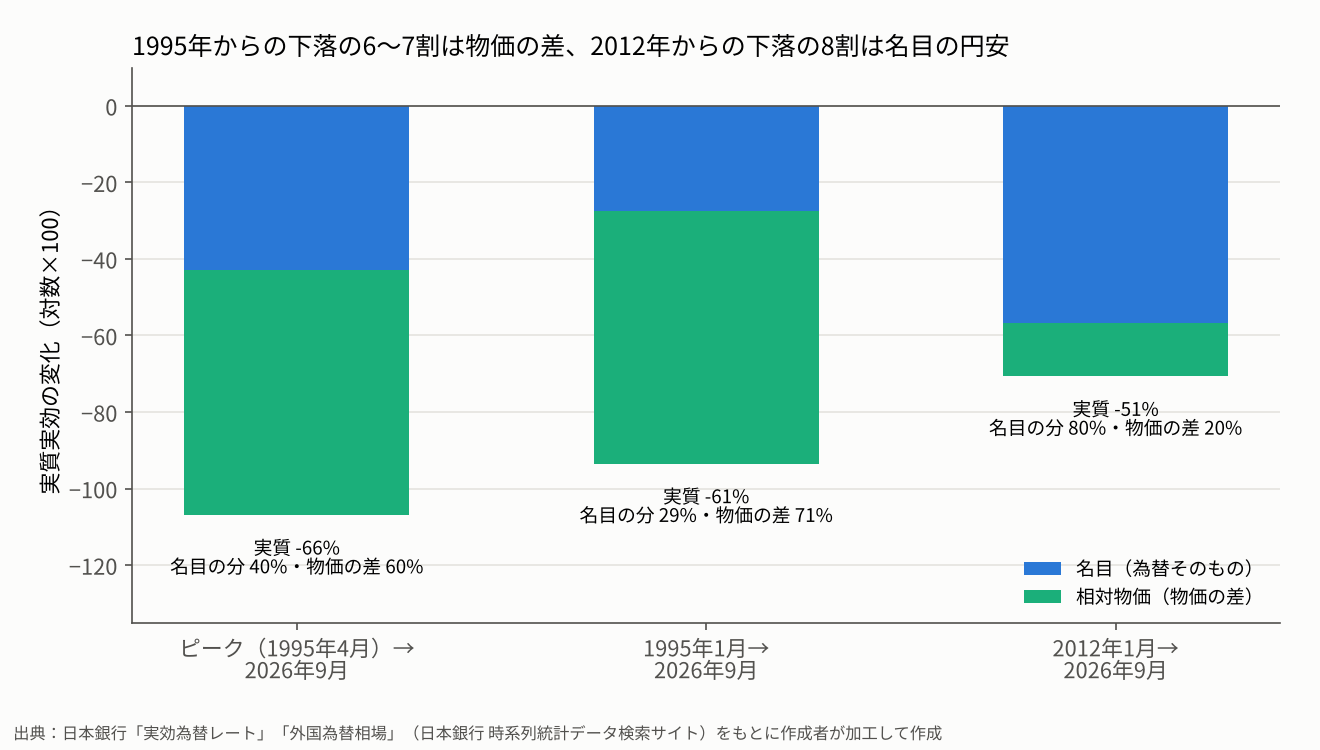 1995年からの下落の6〜7割は物価の差、2012年からの下落の8割は名目の円安
実質実効の変化（対数×100）
0
−20
−40
−60
−80
−100
−120
実質 -66%
名目の分 40%・物価の差 60%
実質 -61%
名目の分 29%・物価の差 71%
実質 -51%
名目の分 80%・物価の差 20%
名目（為替そのもの）
相対物価（物価の差）
ピーク（1995年4月）→
2026年9月
1995年1月→
2026年9月
2012年1月→
2026年9月
出典：日本銀行「実効為替レート」「外国為替相場」（日本銀行 時系列統計データ検索サイト）をもとに作成者が加工して作成